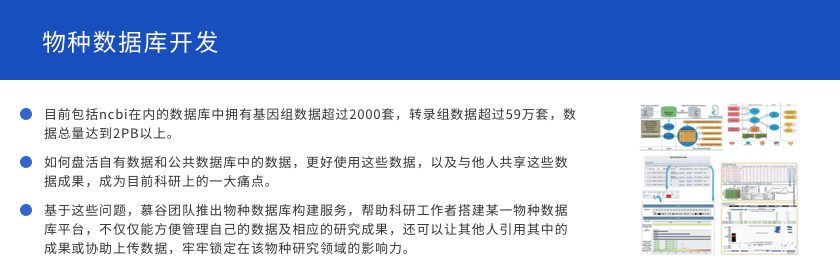 物种数据库开发
目前包括ncbi在内的数据库中拥有基因组数据超过2000套，转录组数据超过59万套，数
据总量达到2PB以上。
如何盘活自有数据和公共数据库中的数据，更好使用这些数据，以及与他人共享这些数
据成果，成为目前科研上的一大痛点。
基于这些问题，慕谷团队推出物种数据库构建服务，帮助科研工作者搭建某一物种数据
库平台，不仅仅能方便管理自己的数据及相应的研究成果，还可以让其他人引用其中的
成果或协助上传数据，牢牢锁定在该物种研究领域的影响力。